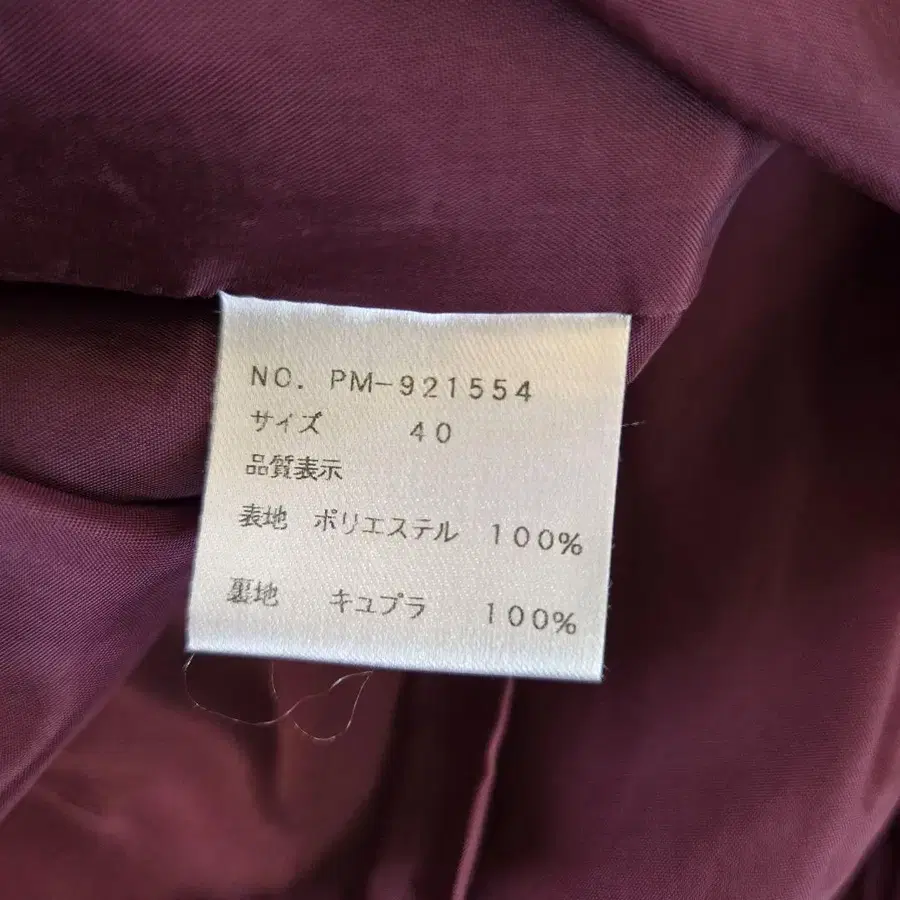 NO. PM-921554
サイズ 40
品質表示
表地 ポリエステル 100%
裏地 キュプラ 100%